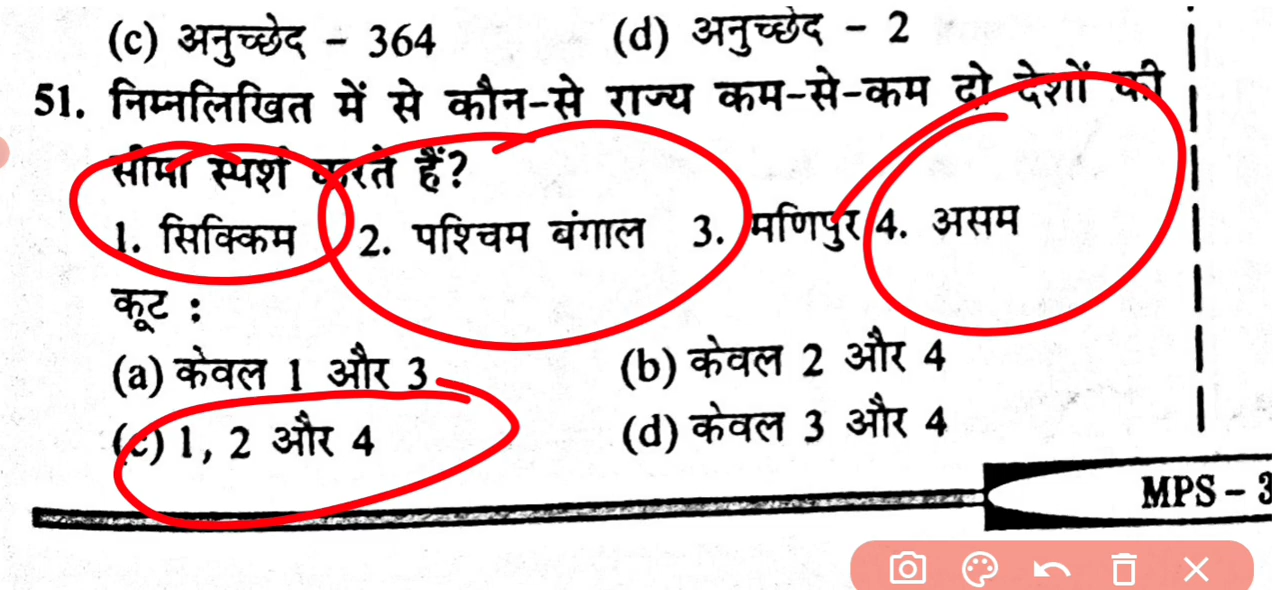 (c) अनुच्छेद - 364 (d) अनुच्छेद - 2
51. निम्नलिखित में से कौन-से राज्य कम-से-कम दो देशों की
सीमा स्पर्श करते हैं?
1. सिक्किम 2. पश्चिम बंगाल 3. मणिपुर 4. असम
कूट :
(a) केवल 1 और 3 (b) केवल 2 और 4
(c) 1, 2 और 4 (d) केवल 3 और 4
MPS - 3